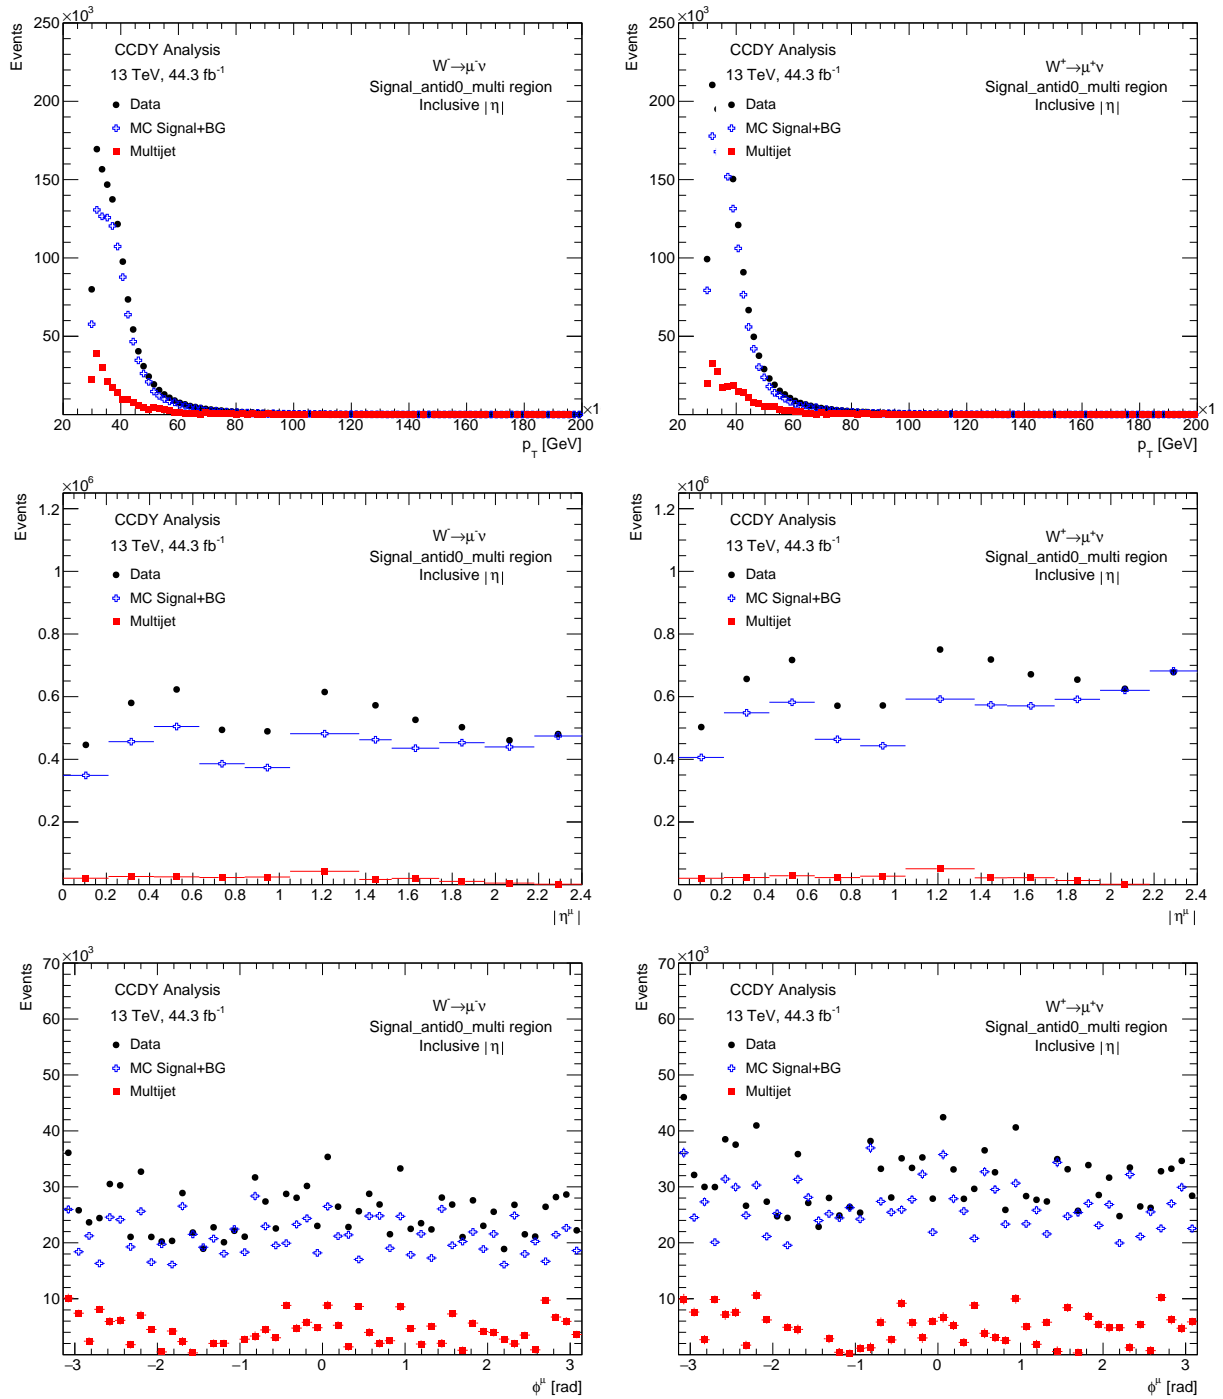 ×10³
Events
250
200
150
100
50
CCDY Analysis
13 TeV, 44.3 fb⁻¹
Data
MC Signal+BG
Multijet
W⁻→μ⁻ν
Signal_antid0_multi region
Inclusive |η|
20 40 60 80 100 120 140 160 180 200
×1
p_T [GeV]
×10³
Events
250
200
150
100
50
CCDY Analysis
13 TeV, 44.3 fb⁻¹
Data
MC Signal+BG
Multijet
W⁺→μ⁺ν
Signal_antid0_multi region
Inclusive |η|
20 40 60 80 100 120 140 160 180 200
×1
p_T [GeV]
×10⁶
Events
1.2
1
0.8
0.6
0.4
0.2
CCDY Analysis
13 TeV, 44.3 fb⁻¹
Data
MC Signal+BG
Multijet
W⁻→μ⁻ν
Signal_antid0_multi region
Inclusive |η|
0 0.2 0.4 0.6 0.8 1 1.2 1.4 1.6 1.8 2 2.2 2.4
|η^μ|
×10⁶
Events
1.2
1
0.8
0.6
0.4
0.2
CCDY Analysis
13 TeV, 44.3 fb⁻¹
Data
MC Signal+BG
Multijet
W⁺→μ⁺ν
Signal_antid0_multi region
Inclusive |η|
0 0.2 0.4 0.6 0.8 1 1.2 1.4 1.6 1.8 2 2.2 2.4
|η^μ|
×10³
Events
70
60
50
40
30
20
10
CCDY Analysis
13 TeV, 44.3 fb⁻¹
Data
MC Signal+BG
Multijet
W⁻→μ⁻ν
Signal_antid0_multi region
Inclusive |η|
−3 −2 −1 0 1 2 3
φ^μ [rad]
×10³
Events
70
60
50
40
30
20
10
CCDY Analysis
13 TeV, 44.3 fb⁻¹
Data
MC Signal+BG
Multijet
W⁺→μ⁺ν
Signal_antid0_multi region
Inclusive |η|
−3 −2 −1 0 1 2 3
φ^μ [rad]